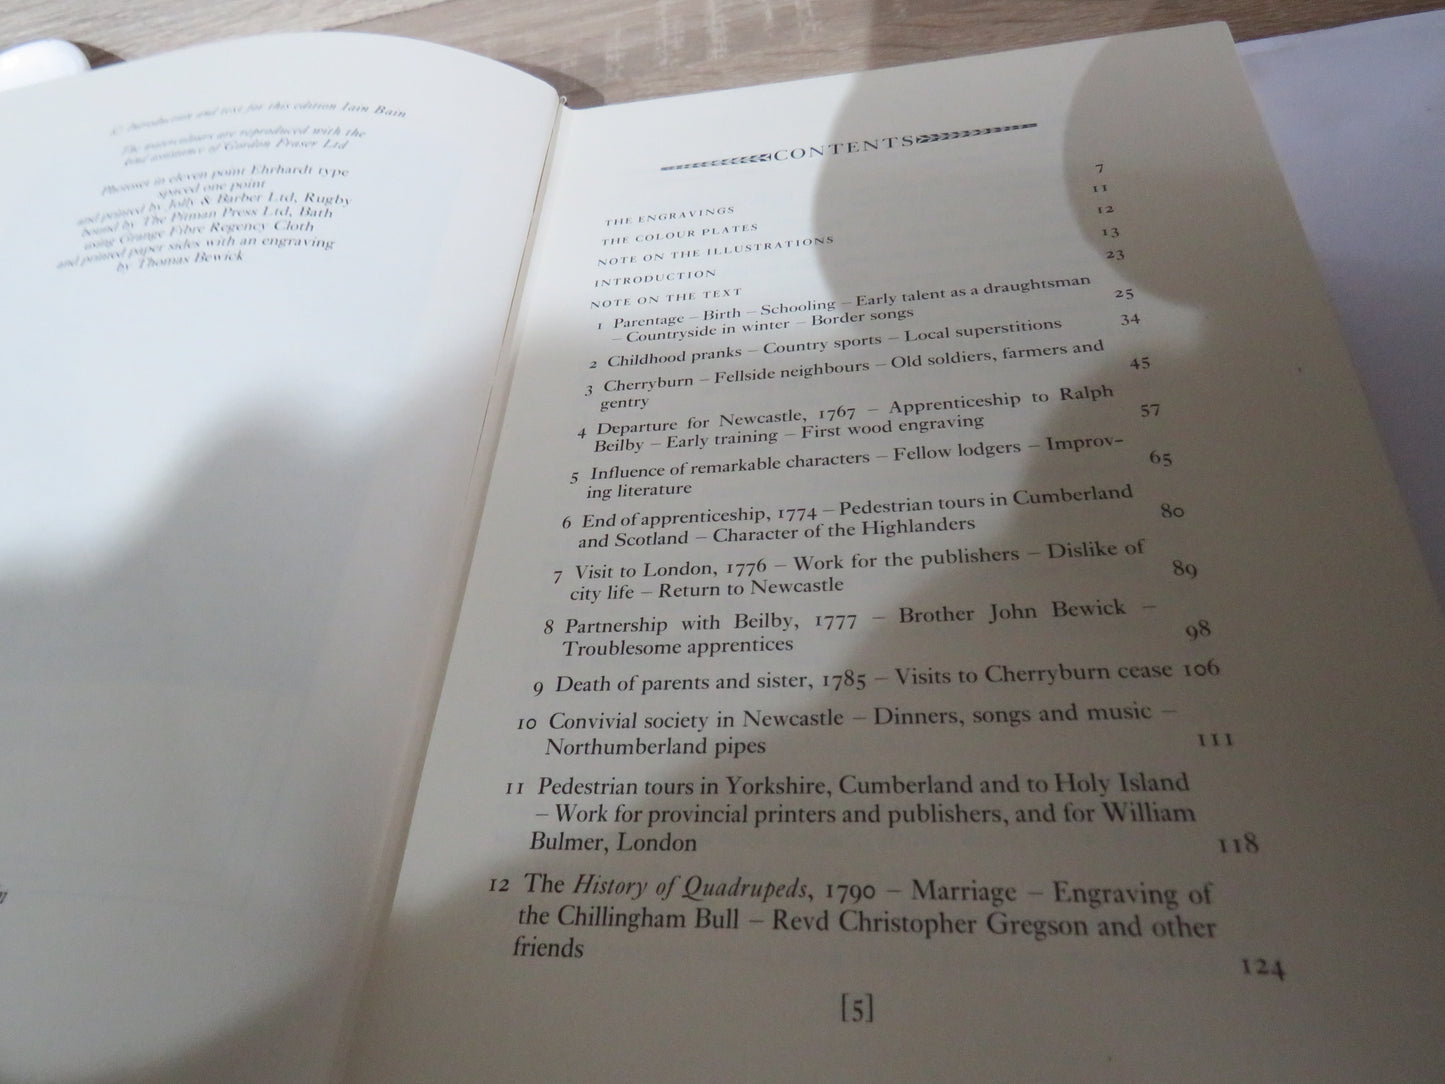 © Introduction and text for this edition Iain Bain
The watercolours are reproduced with the
kind assistance of Gordon Fraser Ltd
Photoset in eleven point Ehrhardt type
spaced one point
and printed by Jolly & Barber Ltd, Rugby
bound by The Pitman Press Ltd, Bath
using Grange Fibre Regency Cloth
and printed paper sides with an engraving
by Thomas Bewick
CONTENTS
THE ENGRAVINGS 7
THE COLOUR PLATES 11
NOTE ON THE ILLUSTRATIONS 12
INTRODUCTION 13
NOTE ON THE TEXT 23
1 Parentage – Birth – Schooling – Early talent as a draughtsman
– Countryside in winter – Border songs 25
2 Childhood pranks – Country sports – Local superstitions 34
3 Cherryburn – Fellside neighbours – Old soldiers, farmers and
gentry 45
4 Departure for Newcastle, 1767 – Apprenticeship to Ralph
Beilby – Early training – First wood engraving 57
5 Influence of remarkable characters – Fellow lodgers – Improv-
ing literature 65
6 End of apprenticeship, 1774 – Pedestrian tours in Cumberland
and Scotland – Character of the Highlanders 80
7 Visit to London, 1776 – Work for the publishers – Dislike of
city life – Return to Newcastle 89
8 Partnership with Beilby, 1777 – Brother John Bewick –
Troublesome apprentices 98
9 Death of parents and sister, 1785 – Visits to Cherryburn cease 106
10 Convivial society in Newcastle – Dinners, songs and music –
Northumberland pipes 111
11 Pedestrian tours in Yorkshire, Cumberland and to Holy Island
– Work for provincial printers and publishers, and for William
Bulmer, London 118
12 The History of Quadrupeds, 1790 – Marriage – Engraving of
the Chillingham Bull – Revd Christopher Gregson and other
friends 124
[5]